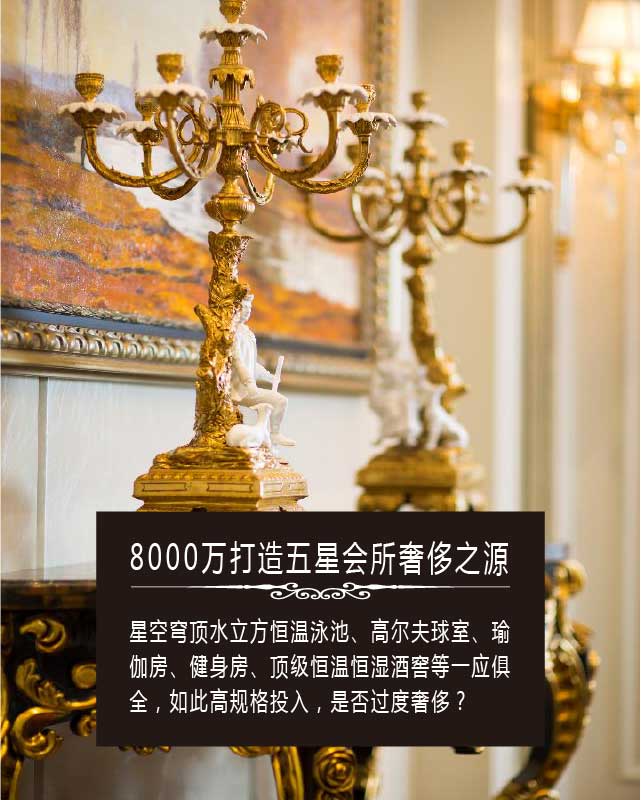 8000万打造五星会所奢侈之源
星空穹顶水立方恒温泳池、高尔夫球室、瑜
伽房、健身房、顶级恒温恒湿酒窖等一应俱
全，如此高规格投入，是否过度奢侈？